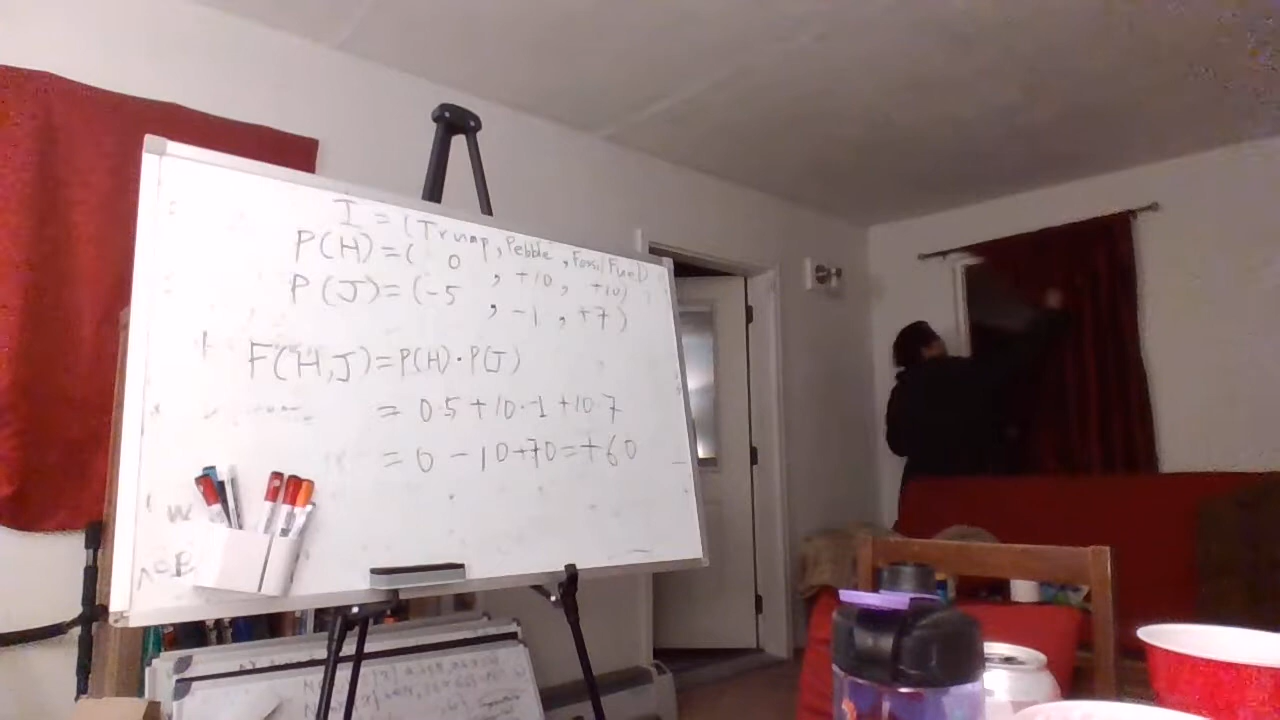 I = (Trump, Pebble, Fossil Fuel)
P(H)=( 0 , +10, +10)
P(J)=(-5 , -1, +7)
F(H,J)=P(H)·P(J)
= 0·5+10·-1+10·7
= 0-10+70=+60